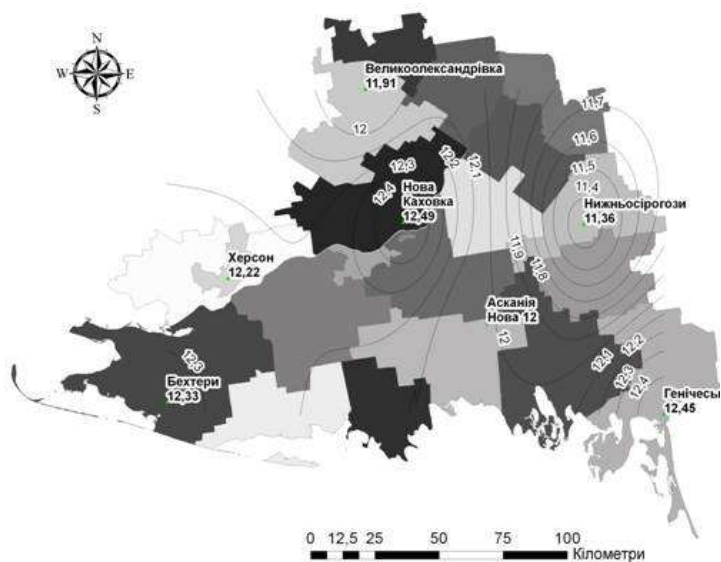 N
W E
S
Великоолександрівка
11,91
12
11,7
11,6
11,5
11,4
12,3
12,2
12,1
12,4
Нова
Каховка
12,49
Нижньосірогози
11,36
Херсон
12,22
11,9
11,8
Асканія
Нова 12
12
12,3
12,1
12,2
12,3
12,4
Бехтери
12,33
Генічесь
12,45
0 12,5 25 50 75 100
Кілометри